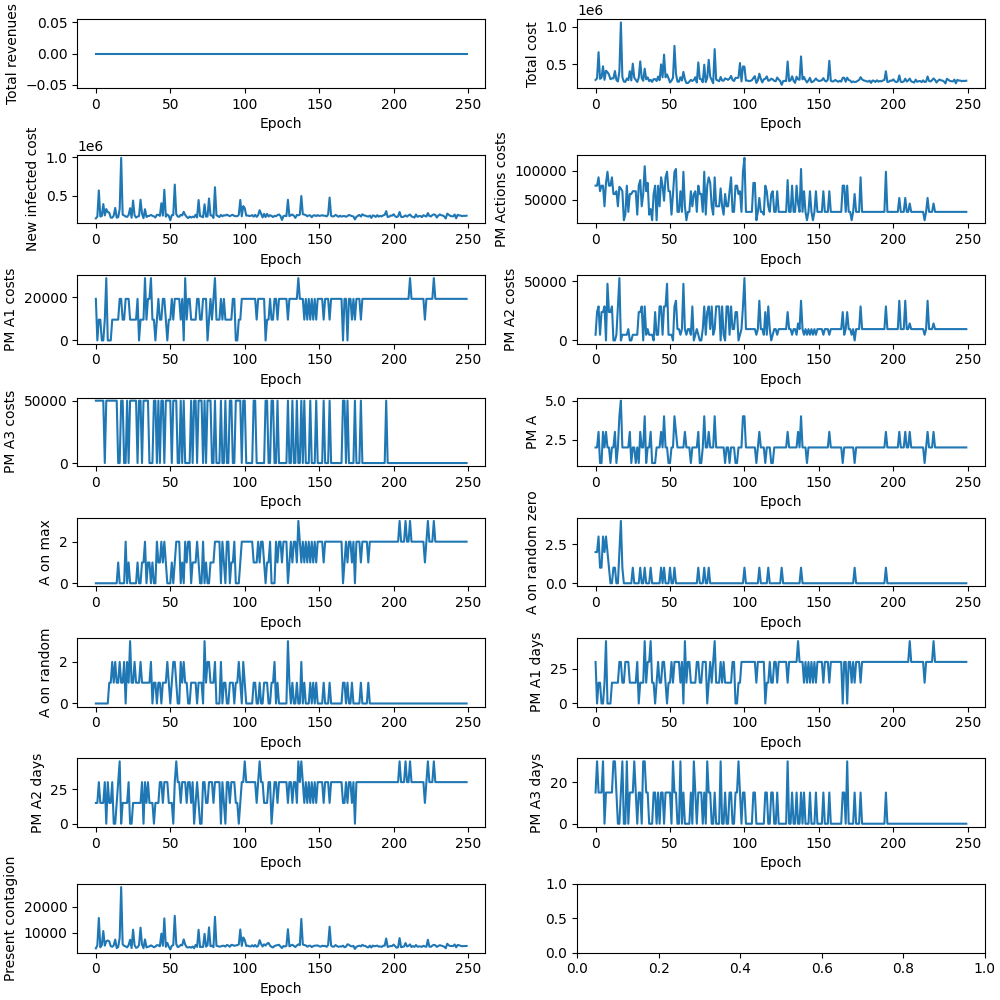 Total revenues
0.05
0.00
−0.05
0 50 100 150 200 250
Epoch
1e6
Total cost
1.0
0.5
0 50 100 150 200 250
Epoch
1e6
New infected cost
1.0
0.5
0 50 100 150 200 250
Epoch
PM Actions costs
100000
50000
0 50 100 150 200 250
Epoch
PM A1 costs
20000
0
0 50 100 150 200 250
Epoch
PM A2 costs
50000
0
0 50 100 150 200 250
Epoch
PM A3 costs
50000
0
0 50 100 150 200 250
Epoch
PM A
5.0
2.5
0 50 100 150 200 250
Epoch
A on max
2
0
0 50 100 150 200 250
Epoch
A on random zero
2.5
0.0
0 50 100 150 200 250
Epoch
A on random
2
0
0 50 100 150 200 250
Epoch
PM A1 days
25
0
0 50 100 150 200 250
Epoch
PM A2 days
25
0
0 50 100 150 200 250
Epoch
PM A3 days
20
0
0 50 100 150 200 250
Epoch
Present contagion
20000
10000
0 50 100 150 200 250
Epoch
1.0
0.5
0.0
0.0 0.2 0.4 0.6 0.8 1.0